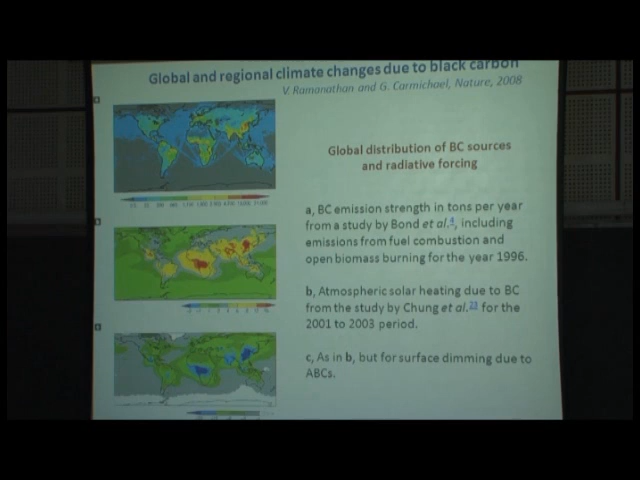 Global and regional climate changes due to black carbon
V. Ramanathan and G. Carmichael, Nature, 2008
Global distribution of BC sources
and radiative forcing
a, BC emission strength in tons per year
from a study by Bond et al.4, including
emissions from fuel combustion and
open biomass burning for the year 1996.
b, Atmospheric solar heating due to BC
from the study by Chung et al.23 for the
2001 to 2003 period.
c, As in b, but for surface dimming due to
ABCs.